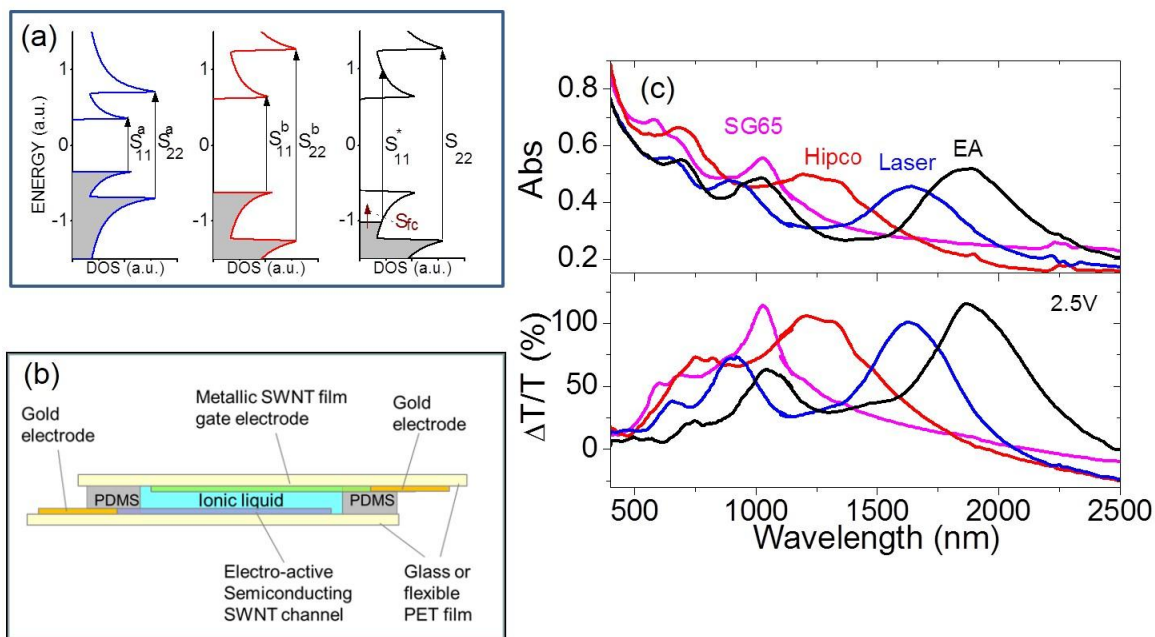 (a)
ENERGY (a.u.)
1
0
-1
DOS (a.u.)
S11a
S22a
DOS (a.u.)
S11b
S22b
1
0
-1
DOS (a.u.)
S11*
S22
Sfc
(b)
Gold
electrode
Metallic SWNT film
gate electrode
Gold
electrode
PDMS
Ionic liquid
PDMS
Electro-active
Semiconducting
SWNT channel
Glass or
flexible
PET film
(c)
Abs
0.8
0.6
0.4
0.2
SG65
Hipco
Laser
EA
ΔT/T (%)
100
50
0
2.5V
500 1000 1500 2000 2500
Wavelength (nm)